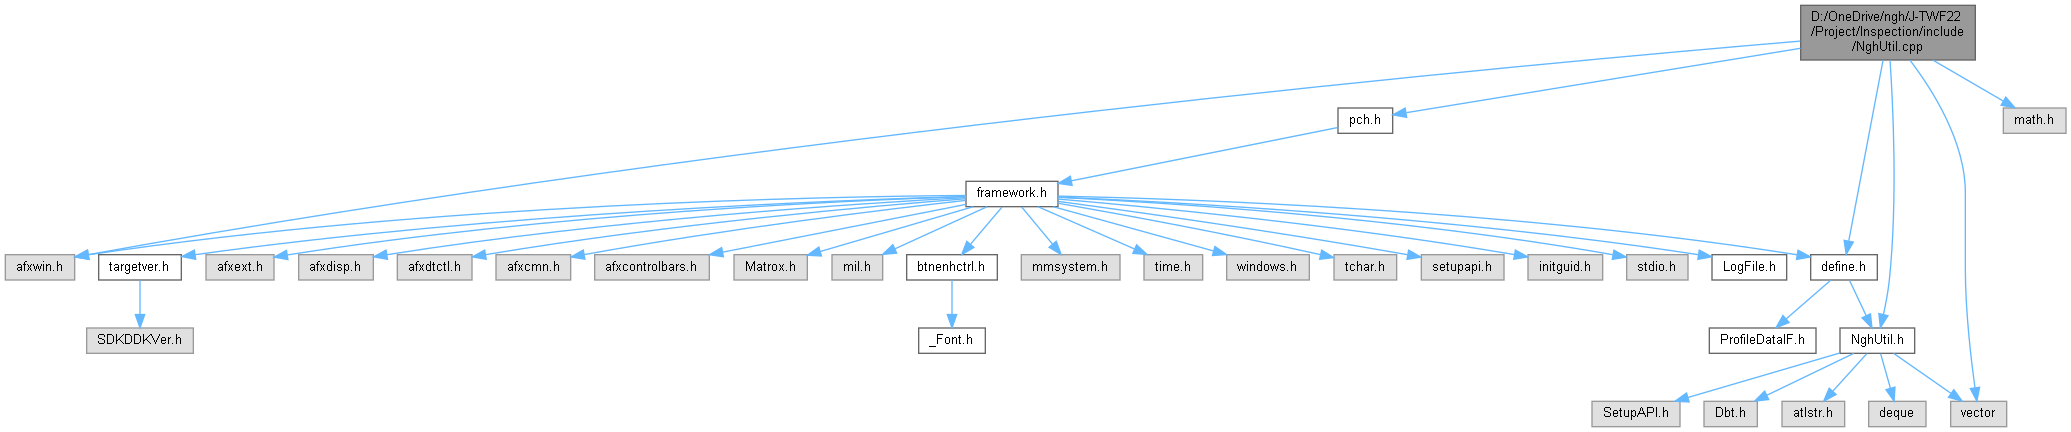 D:/OneDrive/ngh/J-TWF22
/Project/Inspection/include
/NghUtil.cpp
pch.h
math.h
framework.h
afxwin.h
targetver.h
afxext.h
afxdisp.h
afxdtctl.h
afxcmn.h
afxcontrolbars.h
Matrox.h
mil.h
btnenhctrl.h
mmsystem.h
time.h
windows.h
tchar.h
setupapi.h
initguid.h
stdio.h
LogFile.h
define.h
SDKDDKVer.h
_Font.h
ProfileDataIF.h
NghUtil.h
SetupAPI.h
Dbt.h
atlstr.h
deque
vector